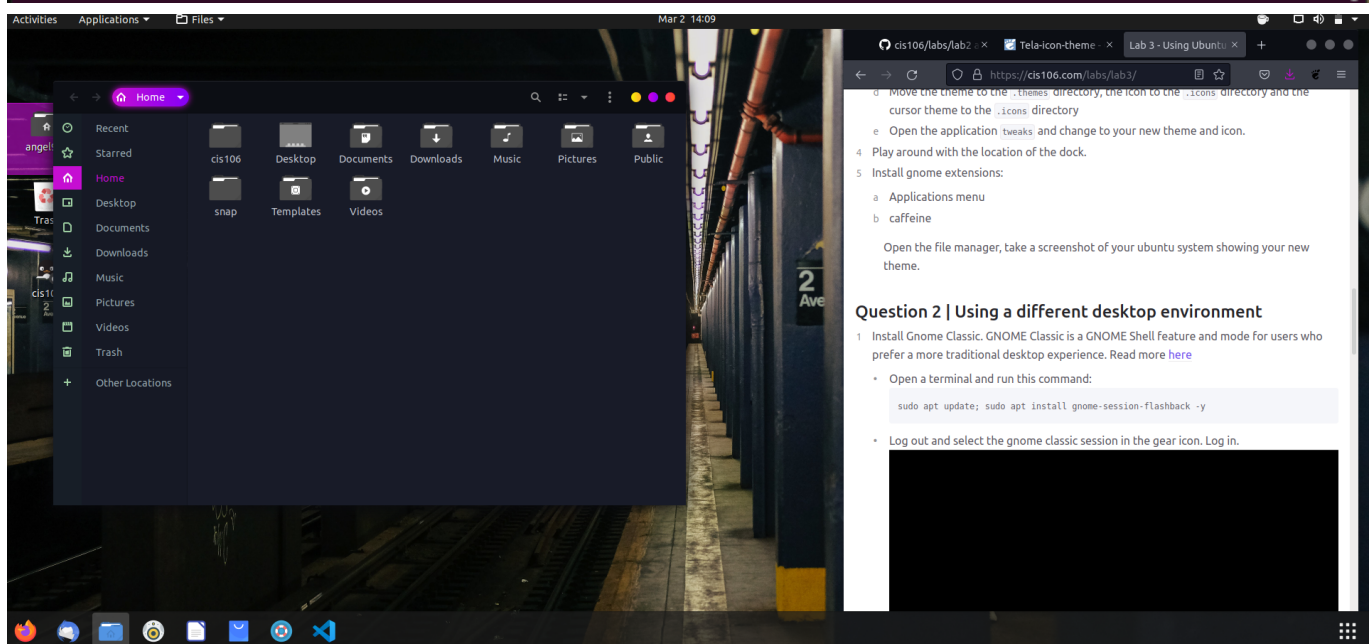 Activities Applications Files Mar 2 14:09
Home
Recent
Starred
Home
Desktop
Documents
Downloads
Music
Pictures
Videos
Trash
Other Locations
cis106 Desktop Documents Downloads Music Pictures Public
snap Templates Videos
angel
Tras
cis10
2
Ave
cis106/labs/lab2 Tela-icon-theme - Lab 3 - Using Ubuntu
https://cis106.com/labs/lab3/
d Move the theme to the .themes directory, the icon to the .icons directory and the
cursor theme to the .icons directory
e Open the application tweaks and change to your new theme and icon.
4 Play around with the location of the dock.
5 Install gnome extensions:
a Applications menu
b caffeine
Open the file manager, take a screenshot of your ubuntu system showing your new
theme.
Question 2 | Using a different desktop environment
1 Install Gnome Classic. GNOME Classic is a GNOME Shell feature and mode for users who
prefer a more traditional desktop experience. Read more here
• Open a terminal and run this command:
sudo apt update; sudo apt install gnome-session-flashback -y
• Log out and select the gnome classic session in the gear icon. Log in.